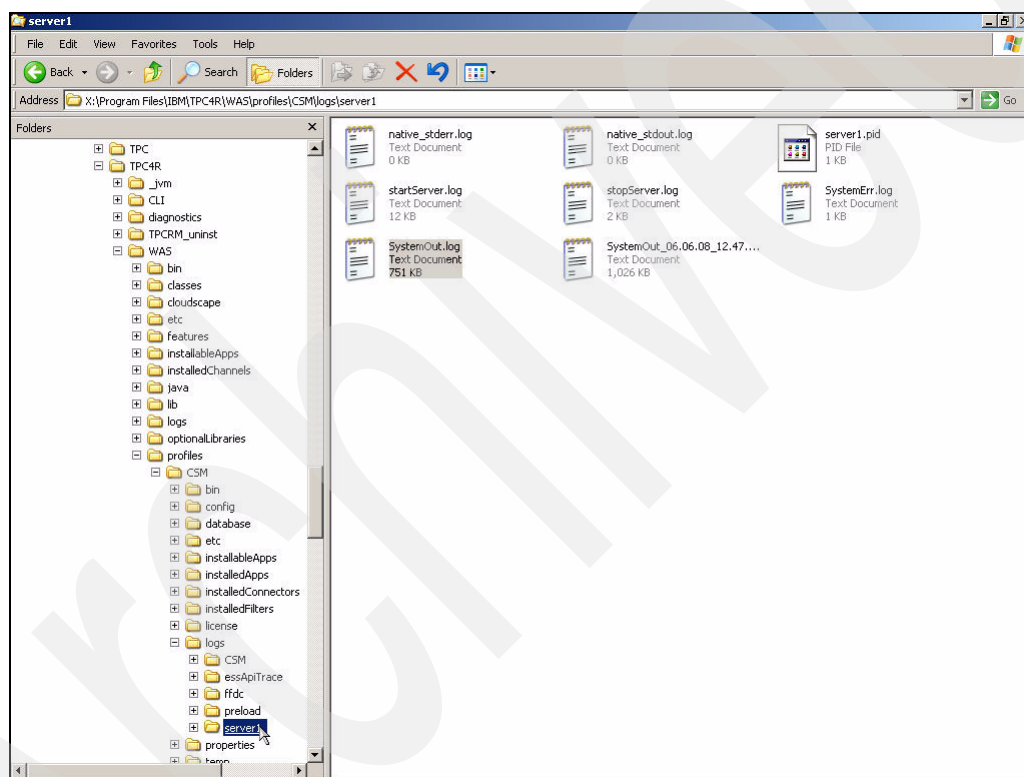 server1
File Edit View Favorites Tools Help
Back Search Folders
Address X:\Program Files\IBM\TPC4R\WAS\profiles\CSM\logs\server1 Go
Folders
TPC
TPC4R
_jvm
CLI
diagnostics
TPCRM_uninst
WAS
bin
classes
cloudscape
etc
features
installableApps
installedChannels
java
lib
logs
optionalLibraries
profiles
CSM
bin
config
database
etc
installableApps
installedApps
installedConnectors
installedFilters
license
logs
CSM
essApiTrace
ffdc
preload
server1
properties
temp
native_stderr.log
Text Document
0 KB
native_stdout.log
Text Document
0 KB
server1.pid
PID File
1 KB
startServer.log
Text Document
12 KB
stopServer.log
Text Document
2 KB
SystemErr.log
Text Document
1 KB
SystemOut.log
Text Document
751 KB
SystemOut_06.06.08_12.47....
Text Document
1,026 KB